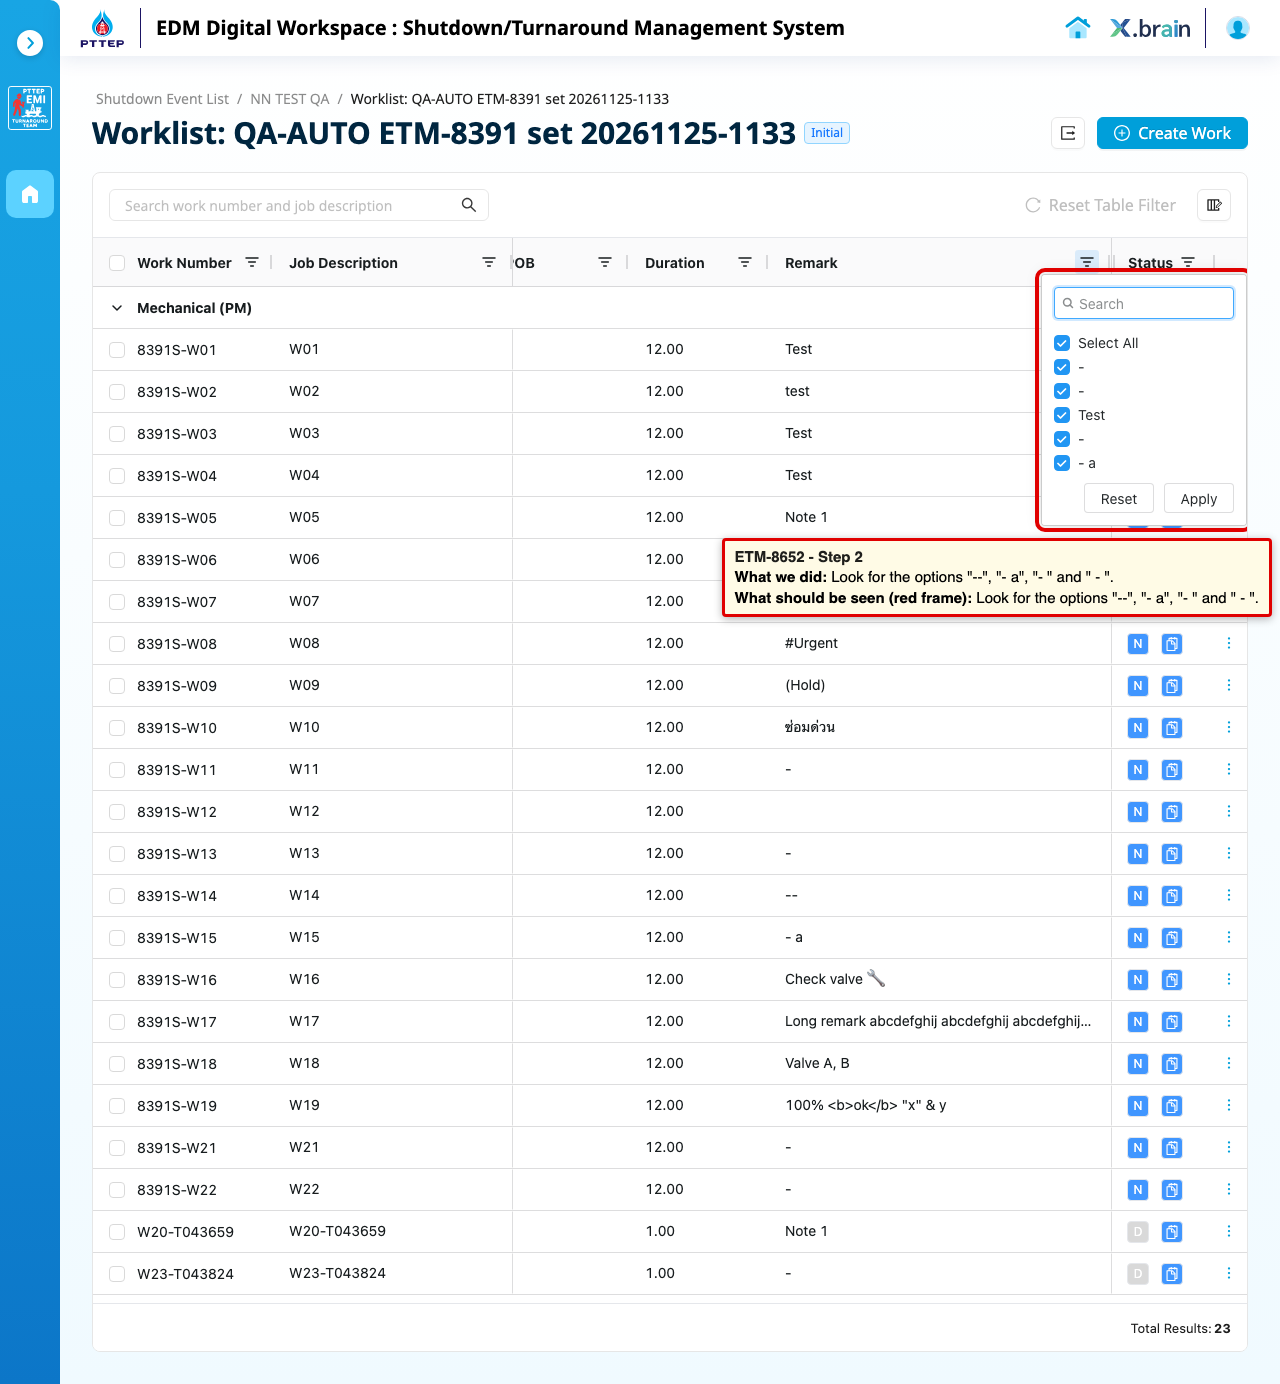 PTTEP
EDM Digital Workspace : Shutdown/Turnaround Management System
X.brain
PTTEP
EMI
TURNAROUND
TEAM
Shutdown Event List / NN TEST QA / Worklist: QA-AUTO ETM-8391 set 20261125-1133
Worklist: QA-AUTO ETM-8391 set 20261125-1133 Initial
Create Work
Search work number and job description
Reset Table Filter
Work Number Job Description OB Duration Remark Status
Mechanical (PM)
8391S-W01 W01 12.00 Test
8391S-W02 W02 12.00 test
8391S-W03 W03 12.00 Test
8391S-W04 W04 12.00 Test
8391S-W05 W05 12.00 Note 1
8391S-W06 W06 12.00
8391S-W07 W07 12.00
8391S-W08 W08 12.00 #Urgent N
8391S-W09 W09 12.00 (Hold) N
8391S-W10 W10 12.00 ซ่อมด่วน N
8391S-W11 W11 12.00 - N
8391S-W12 W12 12.00 N
8391S-W13 W13 12.00 - N
8391S-W14 W14 12.00 -- N
8391S-W15 W15 12.00 - a N
8391S-W16 W16 12.00 Check valve 🔧 N
8391S-W17 W17 12.00 Long remark abcdefghij abcdefghij abcdefghij... N
8391S-W18 W18 12.00 Valve A, B N
8391S-W19 W19 12.00 100% <b>ok</b> "x" & y N
8391S-W21 W21 12.00 - N
8391S-W22 W22 12.00 - N
W20-T043659 W20-T043659 1.00 Note 1 D
W23-T043824 W23-T043824 1.00 - D
Total Results: 23
Search
Select All
-
-
Test
-
- a
Reset Apply
ETM-8652 - Step 2
What we did: Look for the options "--", "- a", "- " and " - ".
What should be seen (red frame): Look for the options "--", "- a", "- " and " - ".